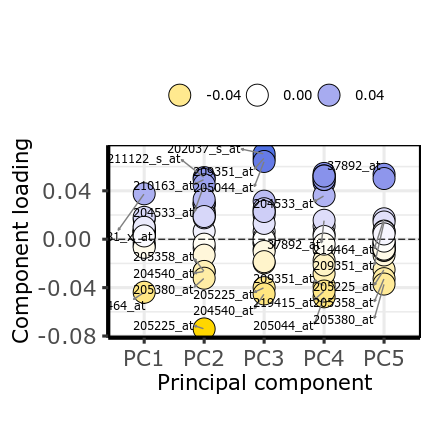 -0.04 0.00 0.04
Component loading
0.04
0.00
-0.04
-0.08
202037_s_at
211122_s_at
37892_at
209351_at
210163_at
205044_at
204533_at
204533_at
81_x_at
37892_at
214464_at
205358_at
209351_at
204540_at
209351_at
205380_at
205225_at
205225_at
464_at
219415_at
205358_at
204540_at
205380_at
205225_at
205044_at
PC1 PC2 PC3 PC4 PC5
Principal component